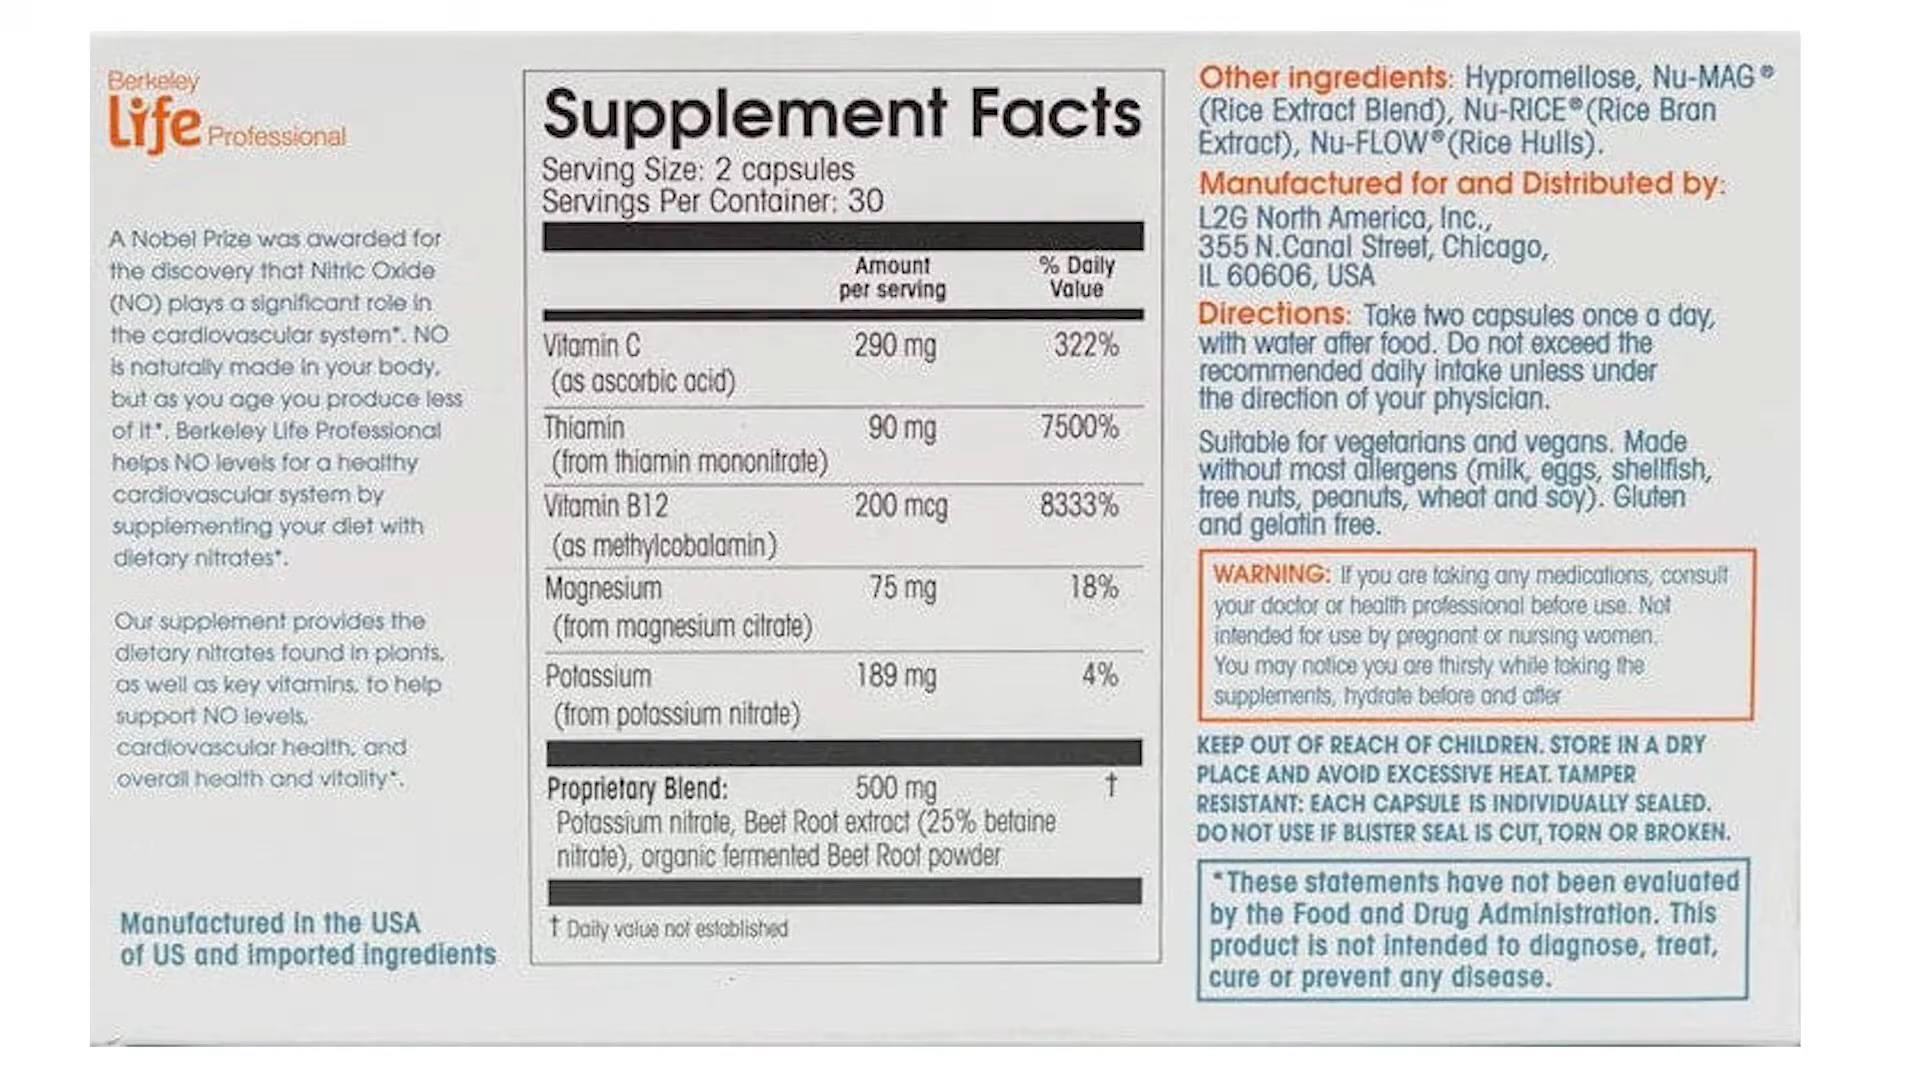 Berkeley
Life Professional
A Nobel Prize was awarded for
the discovery that Nitric Oxide
(NO) plays a significant role in
the cardiovascular system*. NO
is naturally made in your body,
but as you age you produce less
of it*. Berkeley Life Professional
helps NO levels for a healthy
cardiovascular system by
supplementing your diet with
dietary nitrates*.
Our supplement provides the
dietary nitrates found in plants,
as well as key vitamins, to help
support NO levels,
cardiovascular health, and
overall health and vitality*.
Manufactured in the USA
of US and imported ingredients
Supplement Facts
Serving Size: 2 capsules
Servings Per Container: 30
Amount % Daily
per serving Value
Vitamin C 290 mg 322%
(as ascorbic acid)
Thiamin 90 mg 7500%
(from thiamin mononitrate)
Vitamin B12 200 mcg 8333%
(as methylcobalamin)
Magnesium 75 mg 18%
(from magnesium citrate)
Potassium 189 mg 4%
(from potassium nitrate)
Proprietary Blend: 500 mg †
Potassium nitrate, Beet Root extract (25% betaine
nitrate), organic fermented Beet Root powder
† Daily value not established
Other ingredients: Hypromellose, Nu-MAG®
(Rice Extract Blend), Nu-RICE® (Rice Bran
Extract), Nu-FLOW® (Rice Hulls).
Manufactured for and Distributed by:
L2G North America, Inc.,
355 N.Canal Street, Chicago,
IL 60606, USA
Directions: Take two capsules once a day,
with water after food. Do not exceed the
recommended daily intake unless under
the direction of your physician.
Suitable for vegetarians and vegans. Made
without most allergens (milk, eggs, shellfish,
tree nuts, peanuts, wheat and soy). Gluten
and gelatin free.
WARNING: If you are taking any medications, consult
your doctor or health professional before use. Not
intended for use by pregnant or nursing women.
You may notice you are thirsty while taking the
supplements, hydrate before and after
KEEP OUT OF REACH OF CHILDREN. STORE IN A DRY
PLACE AND AVOID EXCESSIVE HEAT. TAMPER
RESISTANT: EACH CAPSULE IS INDIVIDUALLY SEALED.
DO NOT USE IF BLISTER SEAL IS CUT, TORN OR BROKEN.
*These statements have not been evaluated
by the Food and Drug Administration. This
product is not intended to diagnose, treat,
cure or prevent any disease.